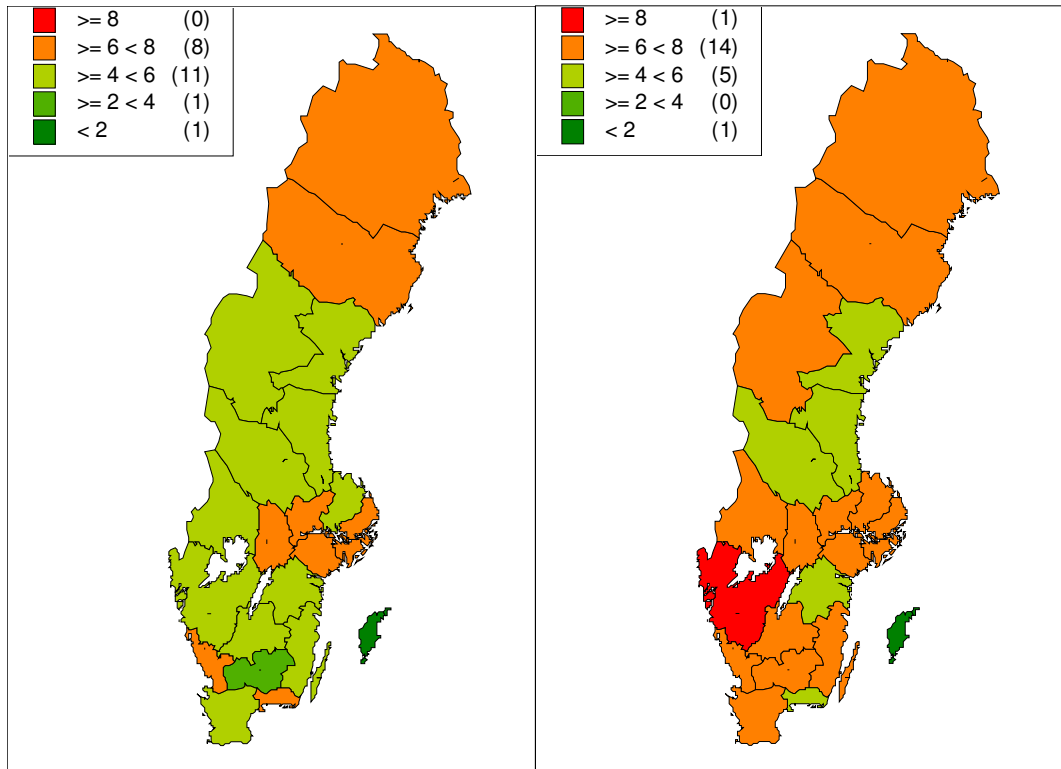 >= 8 (0)
>= 6 < 8 (8)
>= 4 < 6 (11)
>= 2 < 4 (1)
< 2 (1)
>= 8 (1)
>= 6 < 8 (14)
>= 4 < 6 (5)
>= 2 < 4 (0)
< 2 (1)